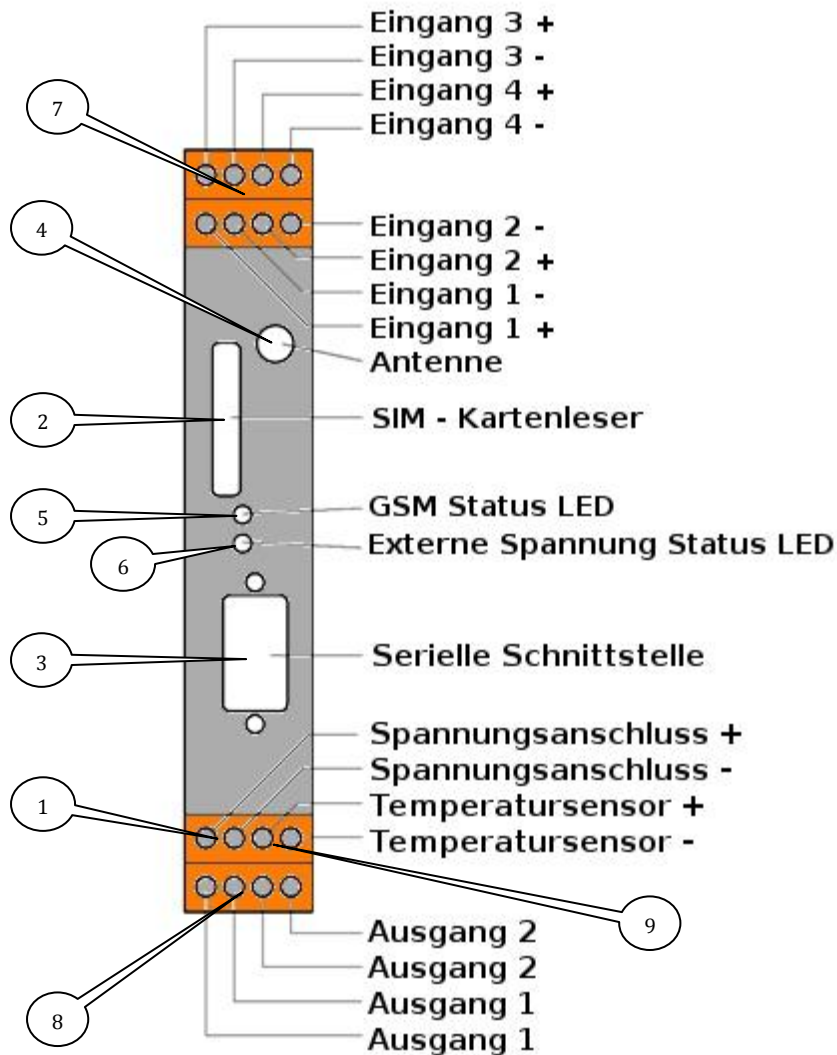 Eingang 3 +
Eingang 3 -
Eingang 4 +
Eingang 4 -
7
4
Eingang 2 -
Eingang 2 +
Eingang 1 -
Eingang 1 +
Antenne
2
SIM - Kartenleser
5
GSM Status LED
6
Externe Spannung Status LED
3
Serielle Schnittstelle
Spannungsanschluss +
Spannungsanschluss -
1
Temperatursensor +
Temperatursensor -
9
Ausgang 2
Ausgang 2
8
Ausgang 1
Ausgang 1